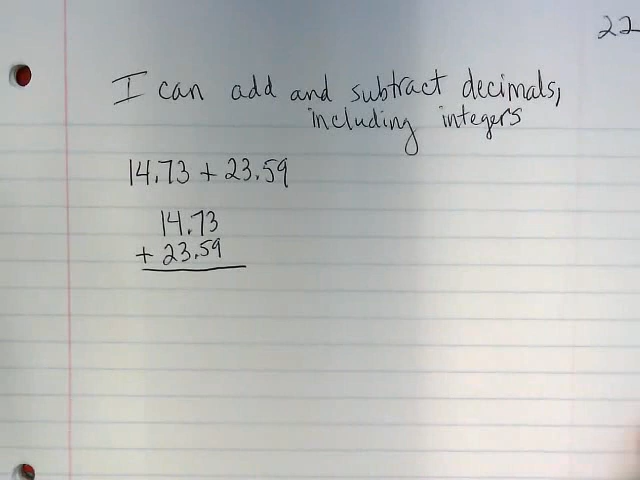 22
I can add and subtract decimals,
including integers
14.73 + 23.59
14.73
+ 23.59